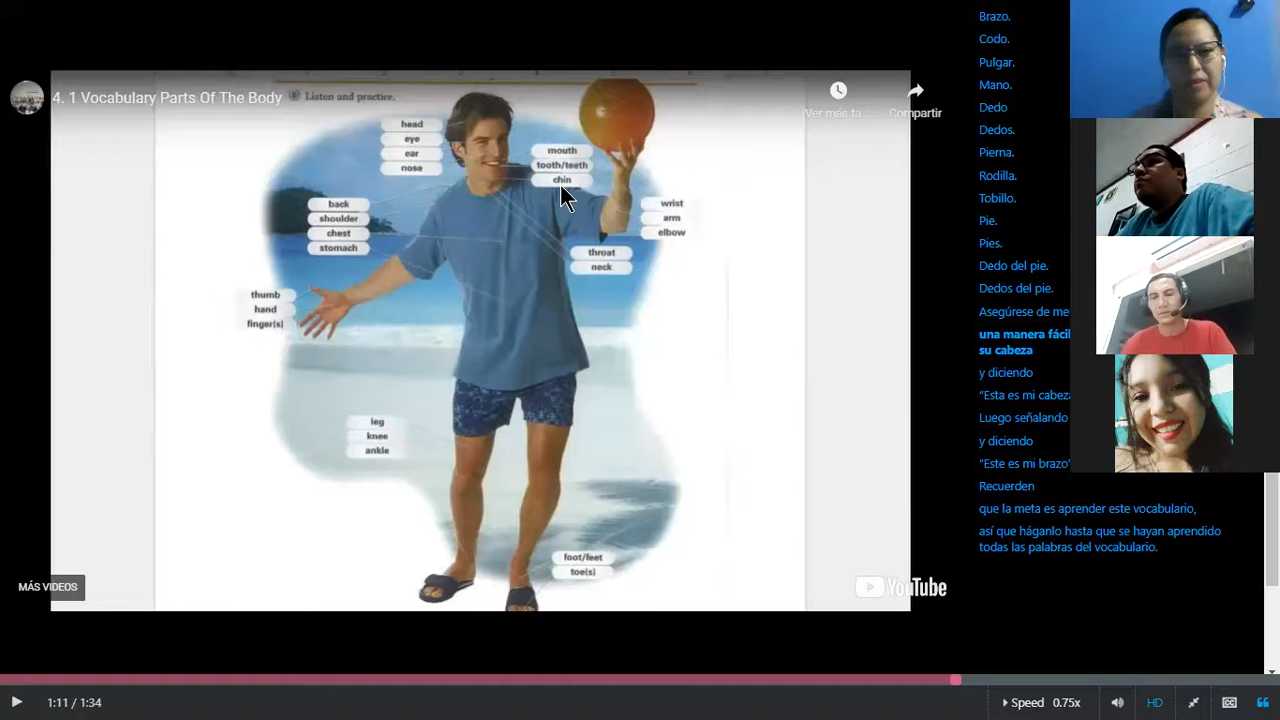 4. 1 Vocabulary Parts Of The Body
Listen and practice.
Ver más ta...
Compartir
head
eye
ear
nose
mouth
tooth/teeth
chin
back
shoulder
chest
stomach
wrist
arm
elbow
throat
neck
thumb
hand
finger(s)
leg
knee
ankle
foot/feet
toe(s)
MÁS VIDEOS
YouTube
Brazo.
Codo.
Pulgar.
Mano.
Dedo
Dedos.
Pierna.
Rodilla.
Tobillo.
Pie.
Pies.
Dedo del pie.
Dedos del pie.
Asegúrese de me
una manera fácil
su cabeza
y diciendo
“Esta es mi cabeza
Luego señalando
y diciendo
“Este es mi brazo”
Recuerden
que la meta es aprender este vocabulario,
así que háganlo hasta que se hayan aprendido
todas las palabras del vocabulario.
1:11 / 1:34
Speed 0.75x
HD
CC